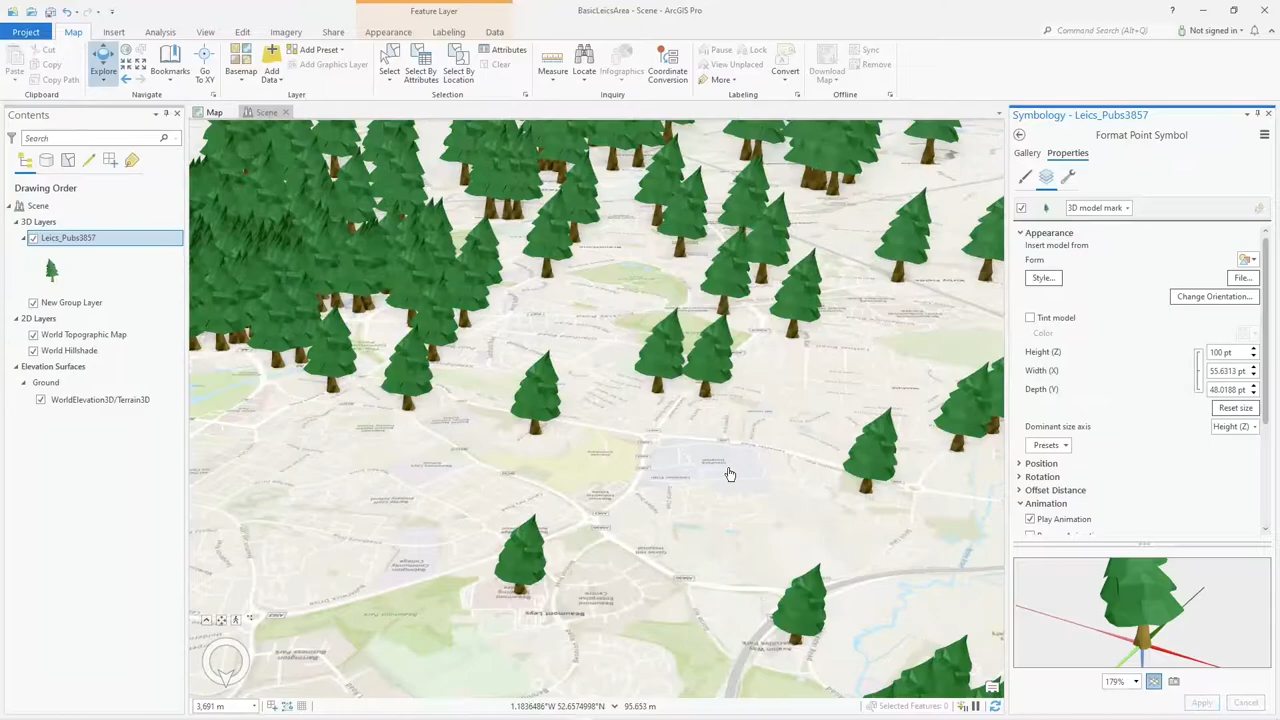 Feature Layer
BasicLeicsArea - Scene - ArcGIS Pro
Project Map Insert Analysis View Edit Imagery Share Appearance Labeling Data
Command Search (Alt+Q)
Not signed in
Paste
Cut
Copy
Copy Path
Clipboard
Explore
Bookmarks
Go To XY
Navigate
Basemap
Add Data
Add Preset
Add Graphics Layer
Layer
Select
Select By Attributes
Select By Location
Attributes
Clear
Selection
Measure
Locate
Infographics
Coordinate Conversion
Inquiry
Pause
Lock
View Unplaced
More
Convert
Labeling
Download Map
Sync
Remove
Offline
Contents
Search
Drawing Order
Scene
3D Layers
Leics_Pubs3857
New Group Layer
2D Layers
World Topographic Map
World Hillshade
Elevation Surfaces
Ground
WorldElevation3D/Terrain3D
Map
Scene
Beaumont Leys
3,691 m
1.1836486°W 52.6574998°N
95.653 m
Selected Features: 0
Symbology - Leics_Pubs3857
Format Point Symbol
Gallery Properties
3D model mark
Appearance
Insert model from
Form
Style...
File...
Change Orientation...
Tint model
Color
Height (Z) 100 pt
Width (X) 55.6313 pt
Depth (Y) 48.0188 pt
Reset size
Dominant size axis Height (Z)
Presets
Position
Rotation
Offset Distance
Animation
Play Animation
179%
Apply Cancel